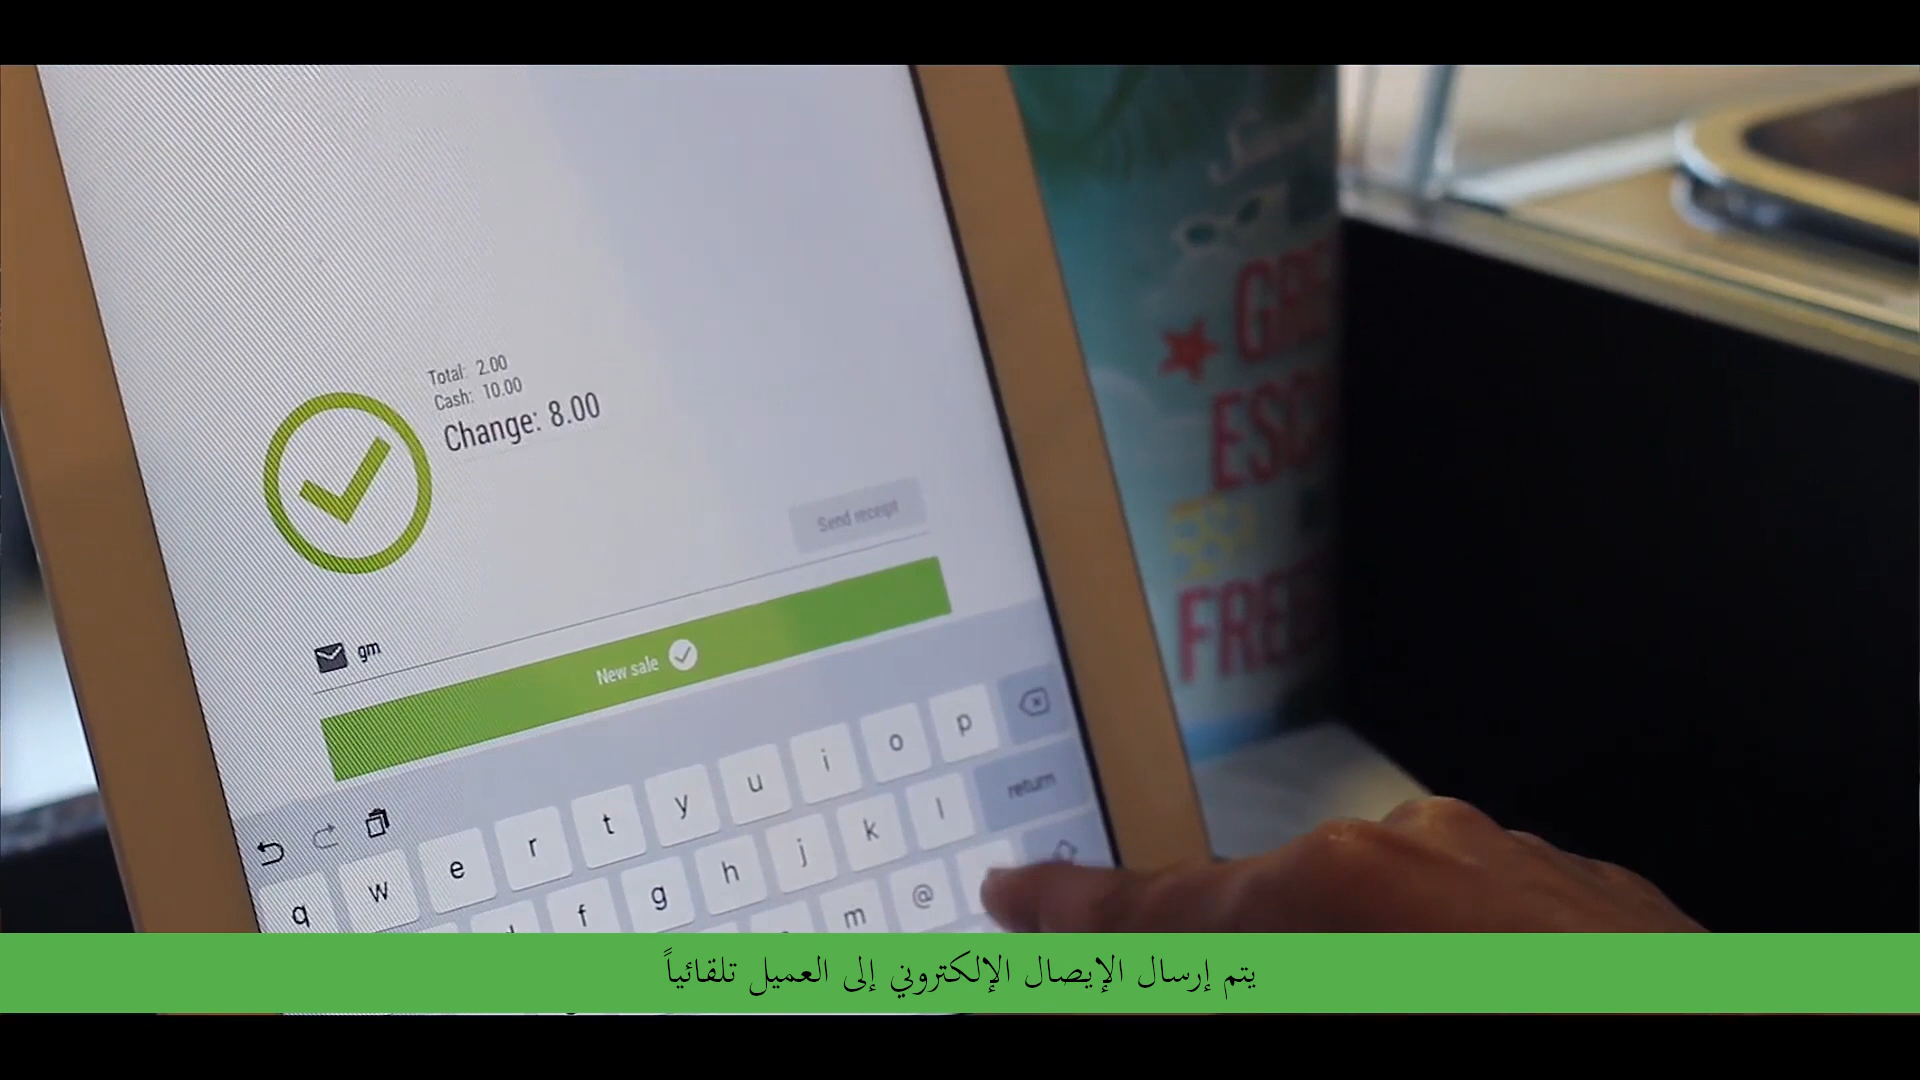 Total: 2.00
Cash: 10.00
Change: 8.00
Send receipt
gm
New sale
q w e r t y u i o p
f g h j k l return
m @
يتم إرسال الإيصال الإلكتروني إلى العميل تلقائياً